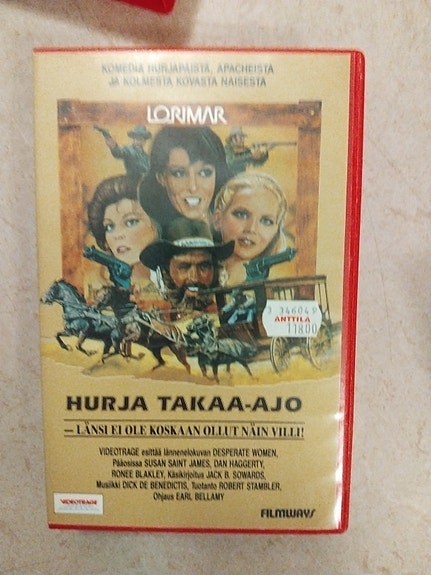 KOMEDIA HURJAPÄISTÄ, APACHEISTA
JA KOLMESTA KOVASTA NAISESTA
LORIMAR
3 346049
ANTTILA
118.00
HURJA TAKAA-AJO
– LÄNSI EI OLE KOSKAAN OLLUT NÄIN VILLI!
VIDEOTRAGE esittää lännenelokuvan DESPERATE WOMEN,
Pääosissa SUSAN SAINT JAMES, DAN HAGGERTY,
RONEE BLAKLEY, Käsikirjoitus JACK B. SOWARDS,
Musiikki DICK DE BENEDICTIS, Tuotanto ROBERT STAMBLER,
Ohjaus EARL BELLAMY
VIDEOTRAGE
FILMWAYS